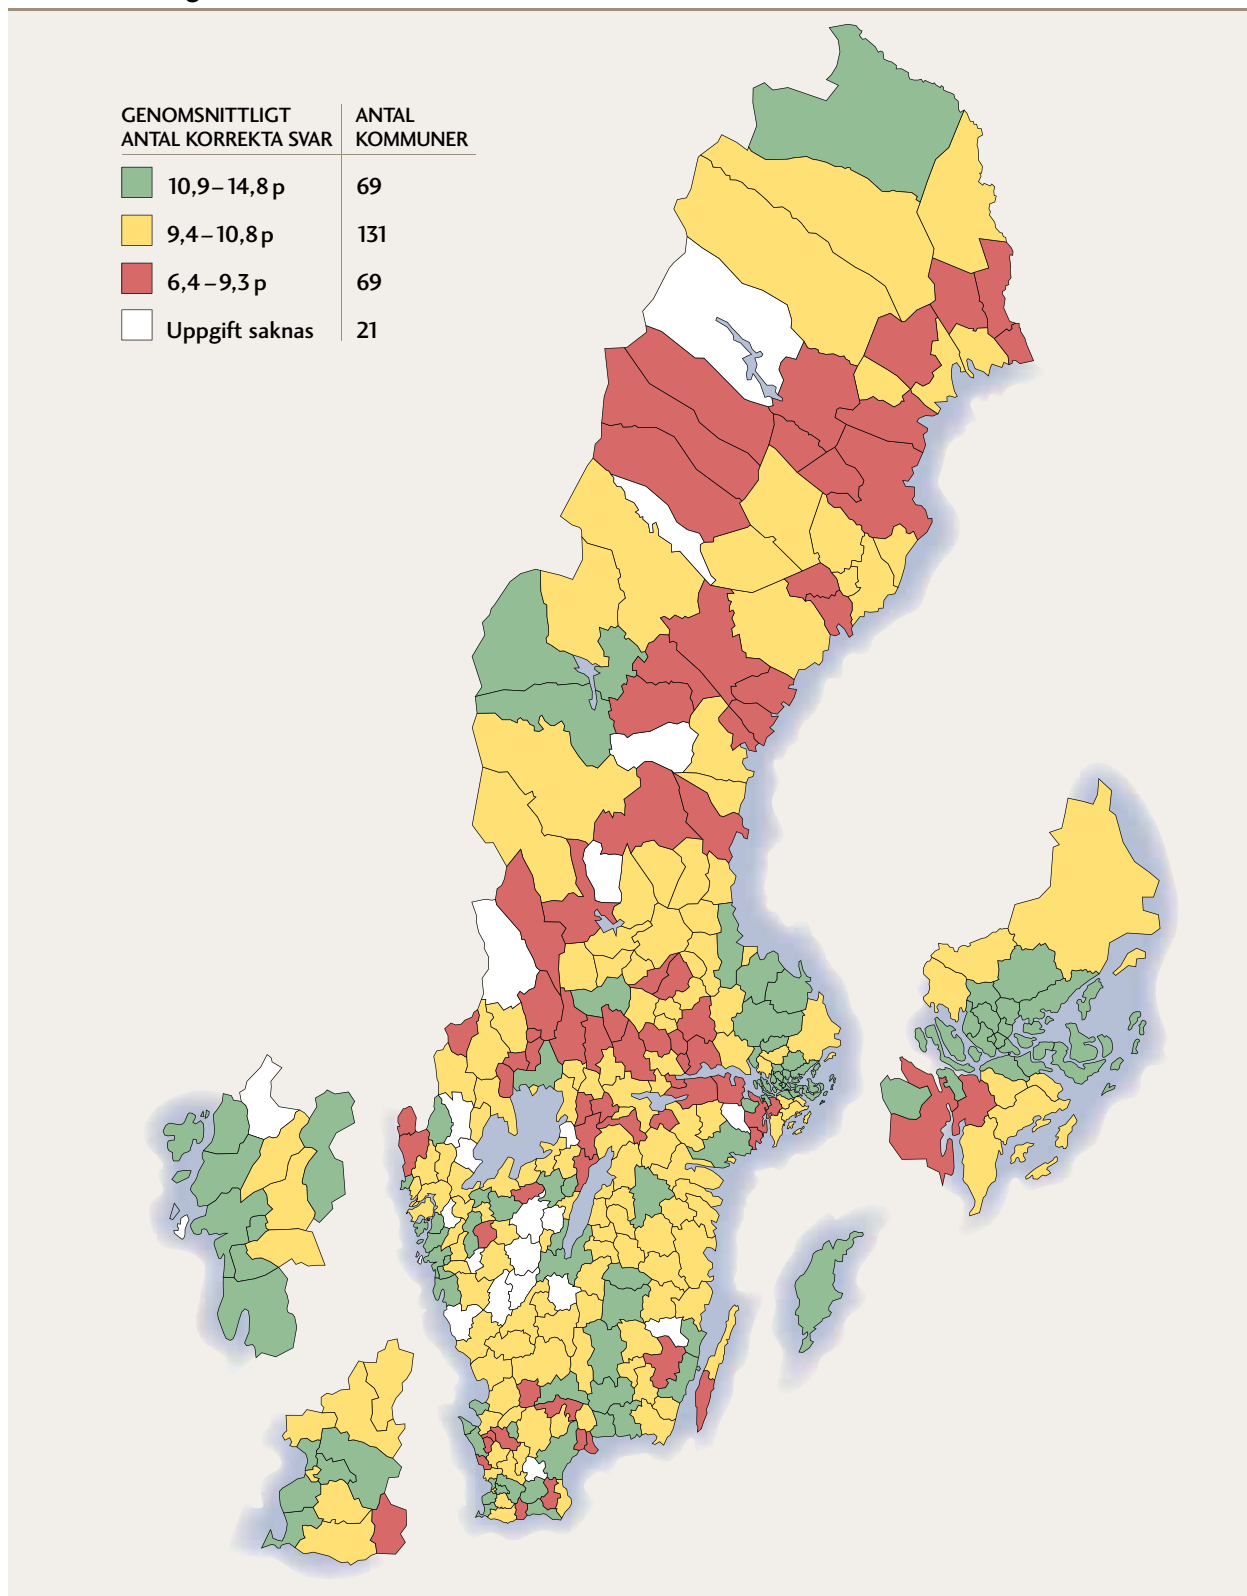 GENOMSNITTLIGT ANTAL
ANTAL KORREKTA SVAR KOMMUNER
10,9–14,8 p 69
9,4–10,8 p 131
6,4–9,3 p 69
Uppgift saknas 21